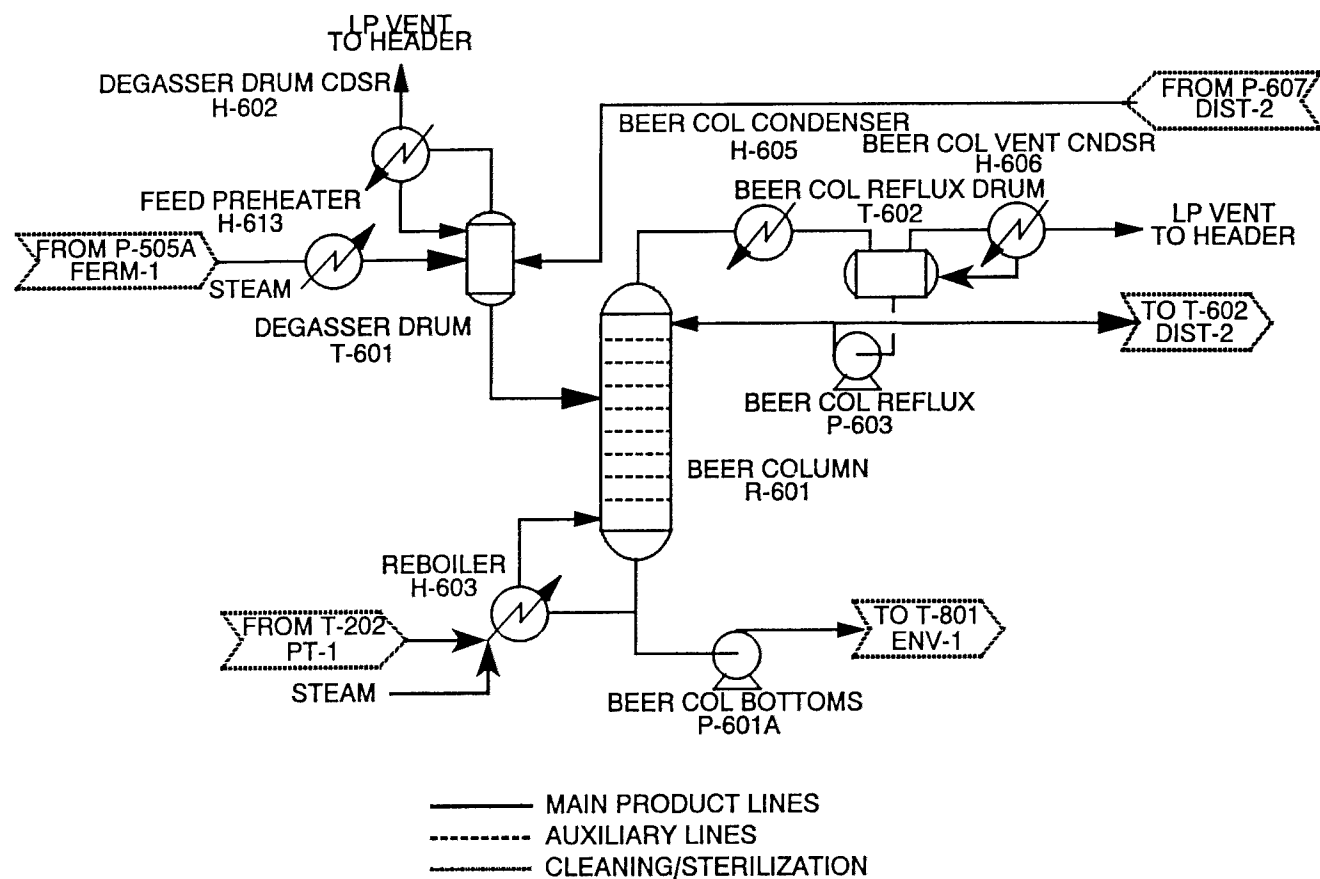 LP VENT
TO HEADER
DEGASSER DRUM CDSR
H-602
FROM P-607
DIST-2
BEER COL CONDENSER
H-605
BEER COL VENT CNDSR
H-606
FEED PREHEATER
H-613
BEER COL REFLUX DRUM
T-602
LP VENT
TO HEADER
FROM P-505A
FERM-1
STEAM
DEGASSER DRUM
T-601
TO T-602
DIST-2
BEER COL REFLUX
P-603
BEER COLUMN
R-601
REBOILER
H-603
FROM T-202
PT-1
TO T-801
ENV-1
STEAM
BEER COL BOTTOMS
P-601A
MAIN PRODUCT LINES
AUXILIARY LINES
CLEANING/STERILIZATION